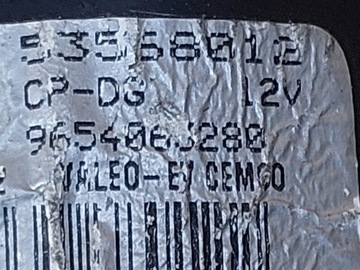 53568012
CP-DG 12V
9654063280
VALEO-EV CEMCO